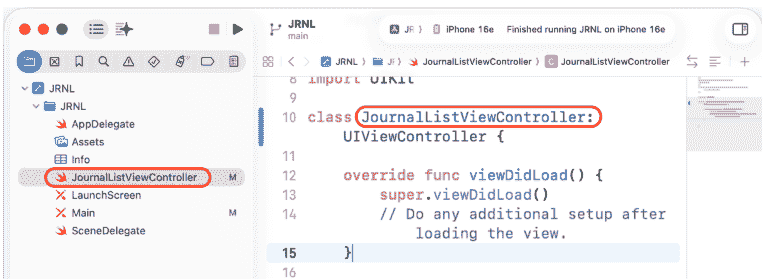 JRNL
main
JR
iPhone 16e
Finished running JRNL on iPhone 16e
JRNL
JRNL
AppDelegate
Assets
Info
JournalListViewController
M
LaunchScreen
Main
M
SceneDelegate
JRNL
JournalListViewController
C
JournalListViewController
8 import UIKit
9
10 class JournalListViewController:
UIViewController {
11
12 override func viewDidLoad() {
13 super.viewDidLoad()
14 // Do any additional setup after
loading the view.
15 }
16